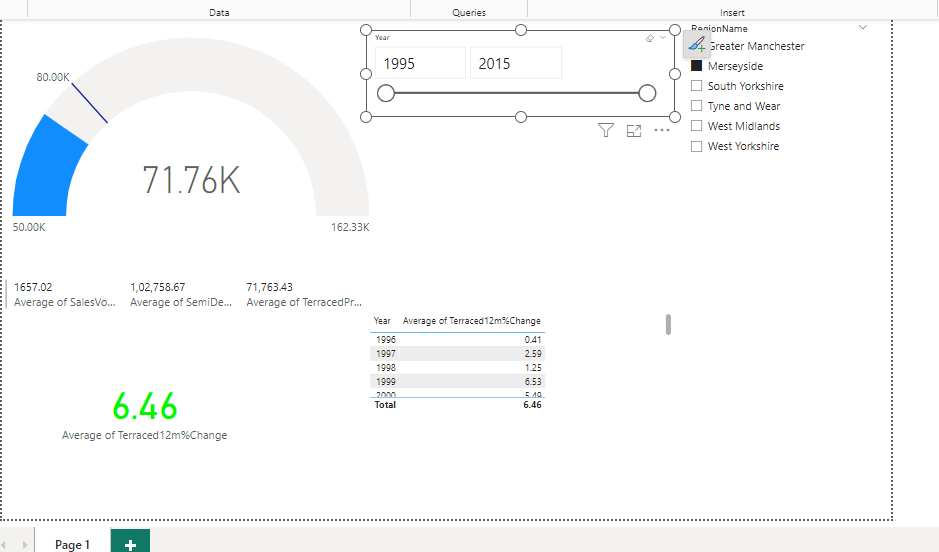 Data
Queries
Insert
80.00K
71.76K
50.00K
162.33K
Year
1995
2015
RegionName
Greater Manchester
Merseyside
South Yorkshire
Tyne and Wear
West Midlands
West Yorkshire
1657.02
1,02,758.67
71,763.43
Average of SalesVo...
Average of SemiDe...
Average of TerracedPr...
Year Average of Terraced12m%Change
1996 0.41
1997 2.59
1998 1.25
1999 6.53
2000 5.49
Total 6.46
6.46
Average of Terraced12m%Change
Page 1